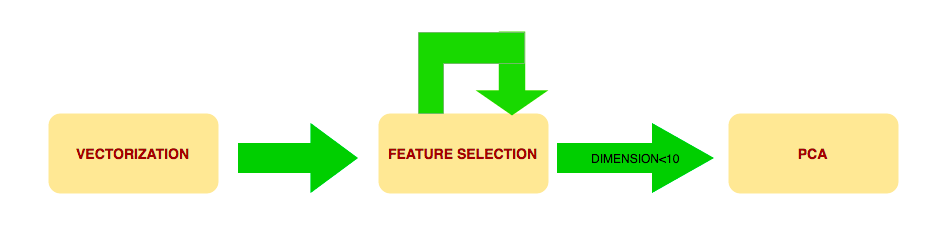 VECTORIZATION
FEATURE SELECTION
DIMENSION<10
PCA